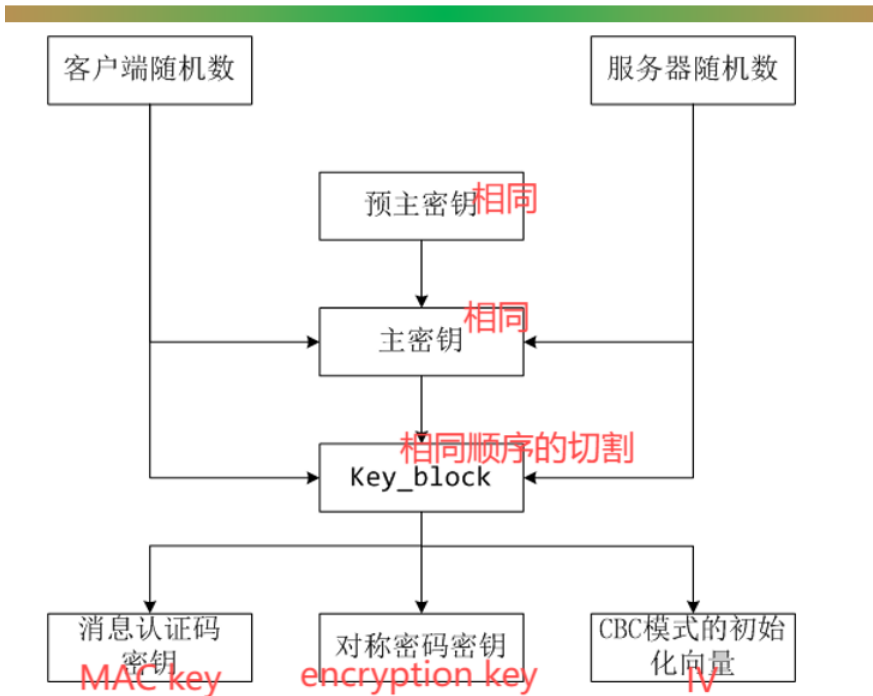 客户端随机数
服务器随机数
预主密钥
相同
主密钥
相同
相同顺序的切割
Key_block
消息认证码
密钥
MAC key
对称密码密钥
encryption key
CBC模式的初始
化向量
IV